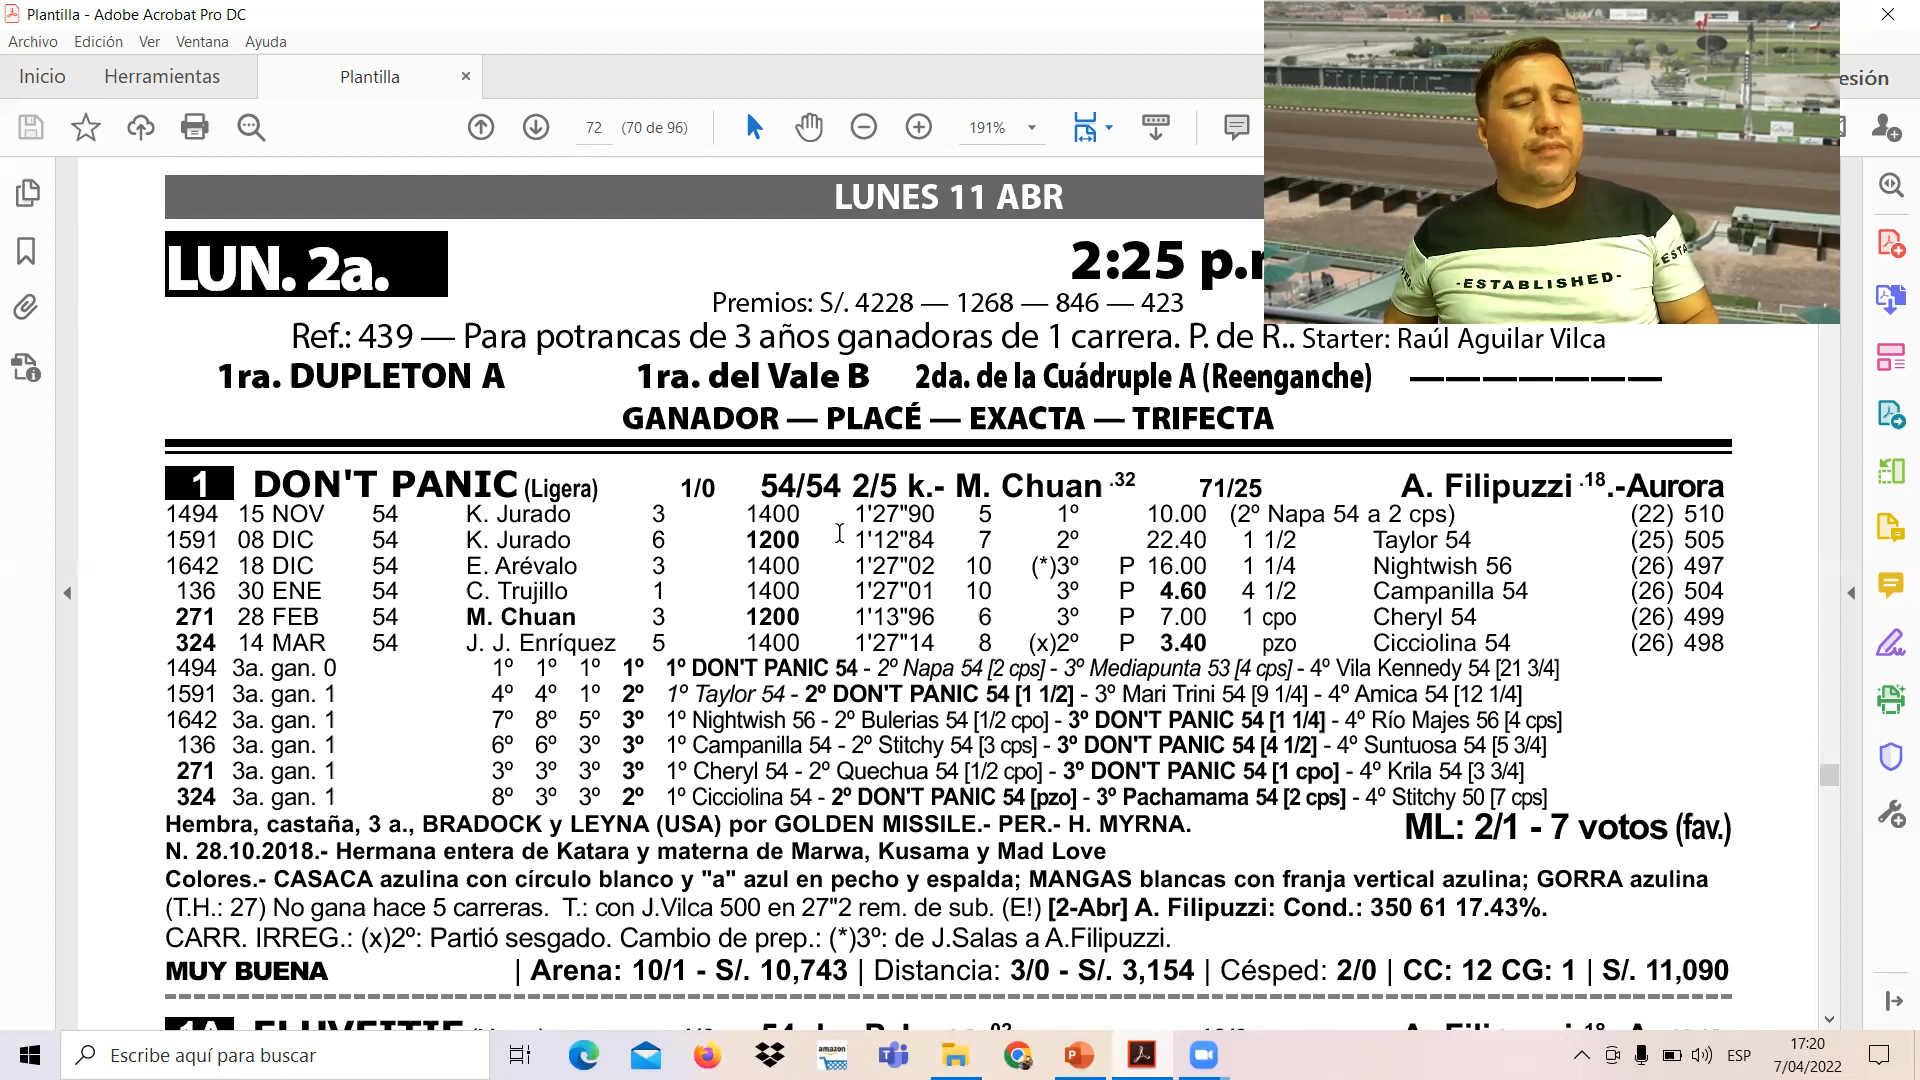 Plantilla - Adobe Acrobat Pro DC
Archivo Edición Ver Ventana Ayuda
Inicio Herramientas Plantilla × esión
72 (70 de 96) 191%
LUNES 11 ABR
LUN. 2a. 2:25 p.
Premios: S/. 4228 — 1268 — 846 — 423
Ref.: 439 — Para potrancas de 3 años ganadoras de 1 carrera. P. de R.. Starter: Raúl Aguilar Vilca
1ra. DUPLETON A 1ra. del Vale B 2da. de la Cuádruple A (Reenganche) ———————
GANADOR — PLACÉ — EXACTA — TRIFECTA
1 DON'T PANIC (Ligera) 1/0 54/54 2/5 k.- M. Chuan .32 71/25 A. Filipuzzi .18.-Aurora
1494 15 NOV 54 K. Jurado 3 1400 1'27"90 5 1º 10.00 (2º Napa 54 a 2 cps) (22) 510
1591 08 DIC 54 K. Jurado 6 1200 1'12"84 7 2º 22.40 1 1/2 Taylor 54 (25) 505
1642 18 DIC 54 E. Arévalo 3 1400 1'27"02 10 (*)3º P 16.00 1 1/4 Nightwish 56 (26) 497
136 30 ENE 54 C. Trujillo 1 1400 1'27"01 10 3º P 4.60 4 1/2 Campanilla 54 (26) 504
271 28 FEB 54 M. Chuan 3 1200 1'13"96 6 3º P 7.00 1 cpo Cheryl 54 (26) 499
324 14 MAR 54 J. J. Enríquez 5 1400 1'27"14 8 (x)2º P 3.40 pzo Cicciolina 54 (26) 498
1494 3a. gan. 0 1º 1º 1º 1º 1º DON'T PANIC 54 - 2º Napa 54 [2 cps] - 3º Mediapunta 53 [4 cps] - 4º Vila Kennedy 54 [21 3/4]
1591 3a. gan. 1 4º 4º 1º 2º 1º Taylor 54 - 2º DON'T PANIC 54 [1 1/2] - 3º Mari Trini 54 [9 1/4] - 4º Amica 54 [12 1/4]
1642 3a. gan. 1 7º 8º 5º 3º 1º Nightwish 56 - 2º Bulerias 54 [1/2 cpo] - 3º DON'T PANIC 54 [1 1/4] - 4º Río Majes 56 [4 cps]
136 3a. gan. 1 6º 6º 3º 3º 1º Campanilla 54 - 2º Stitchy 54 [3 cps] - 3º DON'T PANIC 54 [4 1/2] - 4º Suntuosa 54 [5 3/4]
271 3a. gan. 1 3º 3º 3º 3º 1º Cheryl 54 - 2º Quechua 54 [1/2 cpo] - 3º DON'T PANIC 54 [1 cpo] - 4º Krila 54 [3 3/4]
324 3a. gan. 1 8º 3º 3º 2º 1º Cicciolina 54 - 2º DON'T PANIC 54 [pzo] - 3º Pachamama 54 [2 cps] - 4º Stitchy 50 [7 cps]
Hembra, castaña, 3 a., BRADOCK y LEYNA (USA) por GOLDEN MISSILE.- PER.- H. MYRNA. ML: 2/1 - 7 votos (fav.)
N. 28.10.2018.- Hermana entera de Katara y materna de Marwa, Kusama y Mad Love
Colores.- CASACA azulina con círculo blanco y "a" azul en pecho y espalda; MANGAS blancas con franja vertical azulina; GORRA azulina
(T.H.: 27) No gana hace 5 carreras. T.: con J.Vilca 500 en 27"2 rem. de sub. (E!) [2-Abr] A. Filipuzzi: Cond.: 350 61 17.43%.
CARR. IRREG.: (x)2º: Partió sesgado. Cambio de prep.: (*)3º: de J.Salas a A.Filipuzzi.
MUY BUENA | Arena: 10/1 - S/. 10,743 | Distancia: 3/0 - S/. 3,154 | Césped: 2/0 | CC: 12 CG: 1 | S/. 11,090
-ESTABLISHED-
-ESTA
Escribe aquí para buscar
amazon
ESP
17:20
7/04/2022